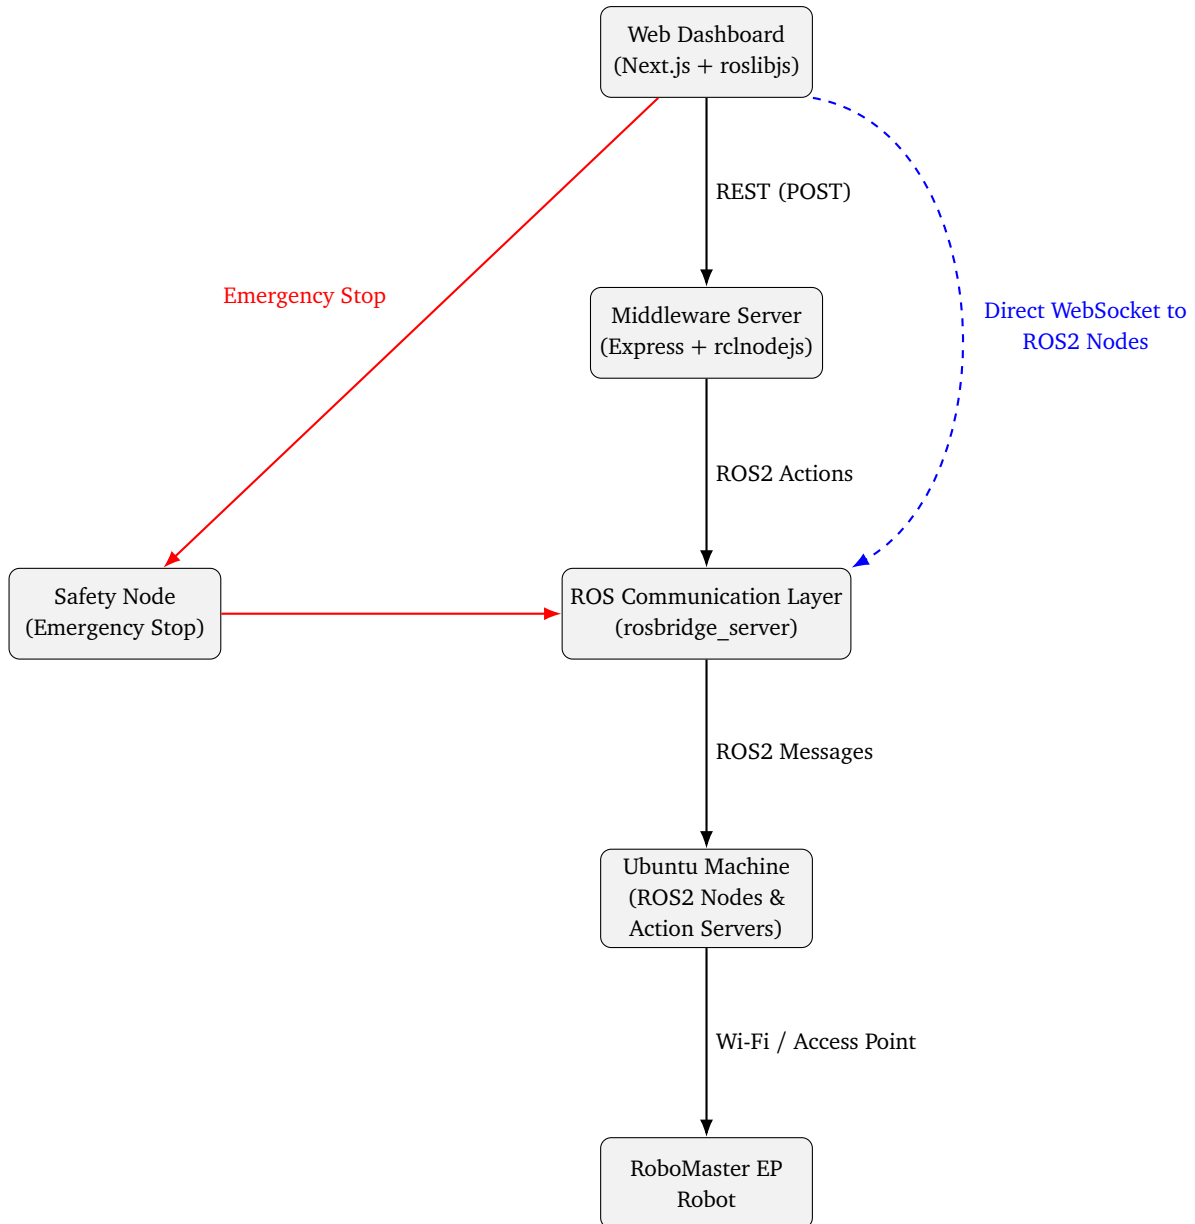 Web Dashboard
(Next.js + roslibjs)
REST (POST)
Emergency Stop
Middleware Server
(Express + rclnodejs)
Direct WebSocket to
ROS2 Nodes
ROS2 Actions
Safety Node
(Emergency Stop)
ROS Communication Layer
(rosbridge_server)
ROS2 Messages
Ubuntu Machine
(ROS2 Nodes &
Action Servers)
Wi-Fi / Access Point
RoboMaster EP
Robot